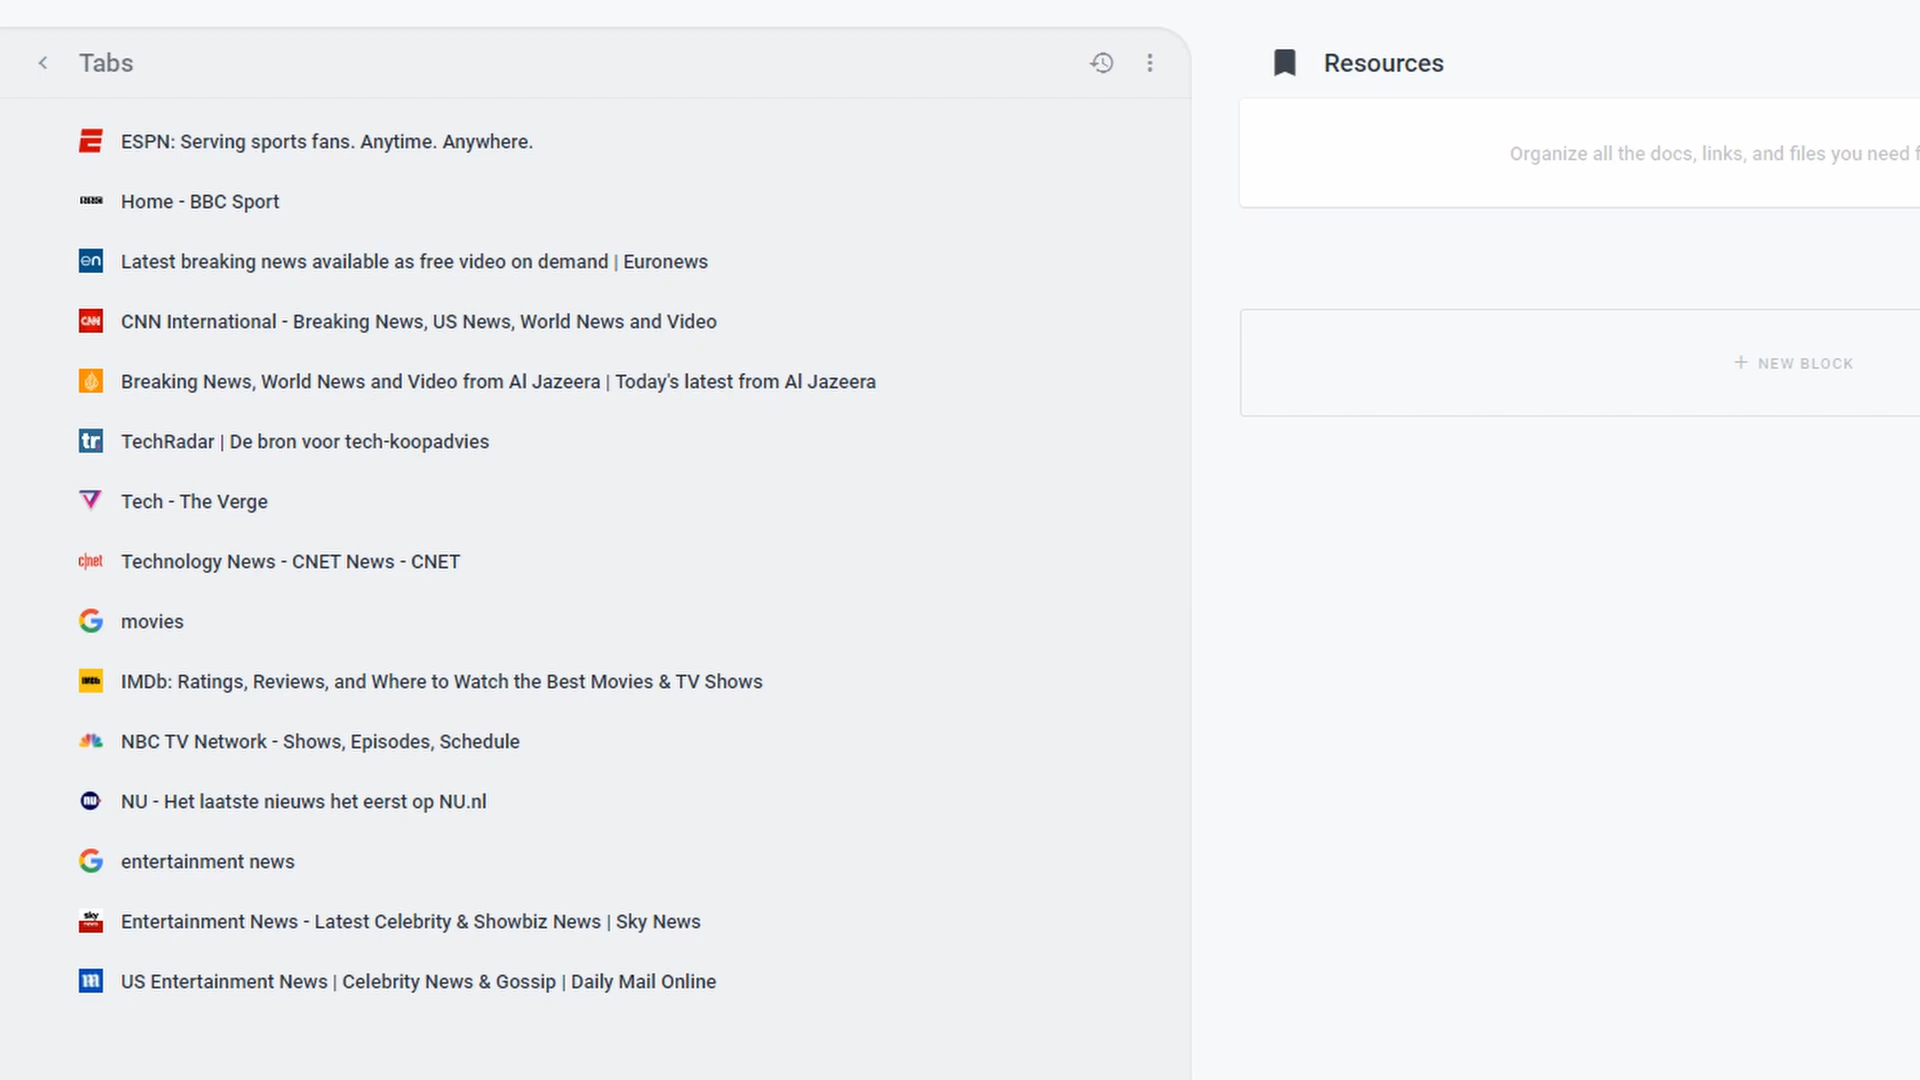 Tabs
ESPN: Serving sports fans. Anytime. Anywhere.
Home - BBC Sport
Latest breaking news available as free video on demand | Euronews
CNN International - Breaking News, US News, World News and Video
Breaking News, World News and Video from Al Jazeera | Today's latest from Al Jazeera
TechRadar | De bron voor tech-koopadvies
Tech - The Verge
Technology News - CNET News - CNET
movies
IMDb: Ratings, Reviews, and Where to Watch the Best Movies & TV Shows
NBC TV Network - Shows, Episodes, Schedule
NU - Het laatste nieuws het eerst op NU.nl
entertainment news
Entertainment News - Latest Celebrity & Showbiz News | Sky News
US Entertainment News | Celebrity News & Gossip | Daily Mail Online
Resources
Organize all the docs, links, and files you need
+ NEW BLOCK